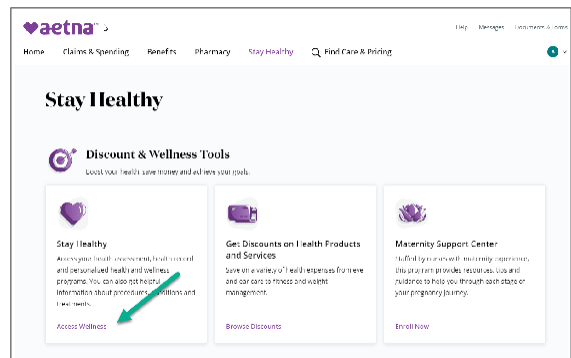 aetna™
Help Messages Documents & Forms
Home Claims & Spending Benefits Pharmacy Stay Healthy Find Care & Pricing
Stay Healthy
Discount & Wellness Tools
Boost your health, save money and achieve your goals.
Stay Healthy
Access your health assessment, health record
and personalized health and wellness
programs. You can also get helpful
information about procedures, conditions and
treatments.
Access Wellness
Get Discounts on Health Products
and Services
Save on a variety of health expenses from eye
and ear care to fitness and weight
management.
Browse Discounts
Maternity Support Center
Staffed by nurses with maternity experience,
this program provides resources, tips and
guidance to help you through each stage of
your pregnancy journey.
Enroll Now